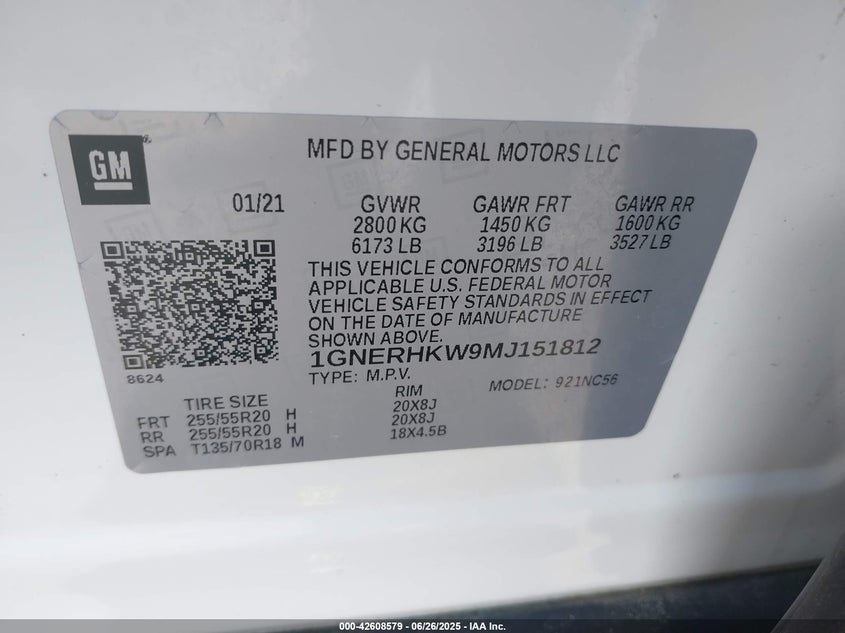 GM
MFD BY GENERAL MOTORS LLC
01/21 GVWR GAWR FRT GAWR RR
2800 KG 1450 KG 1600 KG
6173 LB 3196 LB 3527 LB
THIS VEHICLE CONFORMS TO ALL
APPLICABLE U.S. FEDERAL MOTOR
VEHICLE SAFETY STANDARDS IN EFFECT
ON THE DATE OF MANUFACTURE
SHOWN ABOVE.
1GNERHKW9MJ151812
8624
TYPE: M.P.V. MODEL: 921NC56
TIRE SIZE RIM
FRT 255/55R20 H 20X8J
RR 255/55R20 H 20X8J
SPA T135/70R18 M 18X4.5B
000-42608579 - 06/26/2025 - IAA Inc.